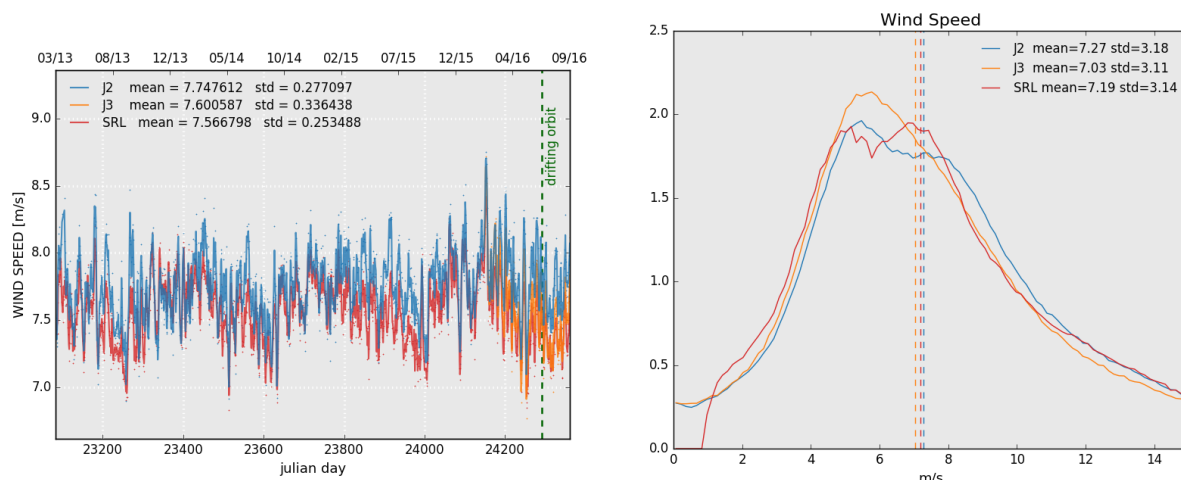 03/13 08/13 12/13 05/14 10/14 02/15 07/15 12/15 04/16 09/16
J2 mean = 7.747612 std = 0.277097
J3 mean = 7.600587 std = 0.336438
SRL mean = 7.566798 std = 0.253488
drifting orbit
WIND SPEED [m/s]
9.0
8.5
8.0
7.5
7.0
23200 23400 23600 23800 24000 24200
julian day
Wind Speed
J2 mean=7.27 std=3.18
J3 mean=7.03 std=3.11
SRL mean=7.19 std=3.14
2.5
2.0
1.5
1.0
0.5
0.0
0 2 4 6 8 10 12 14
m/s